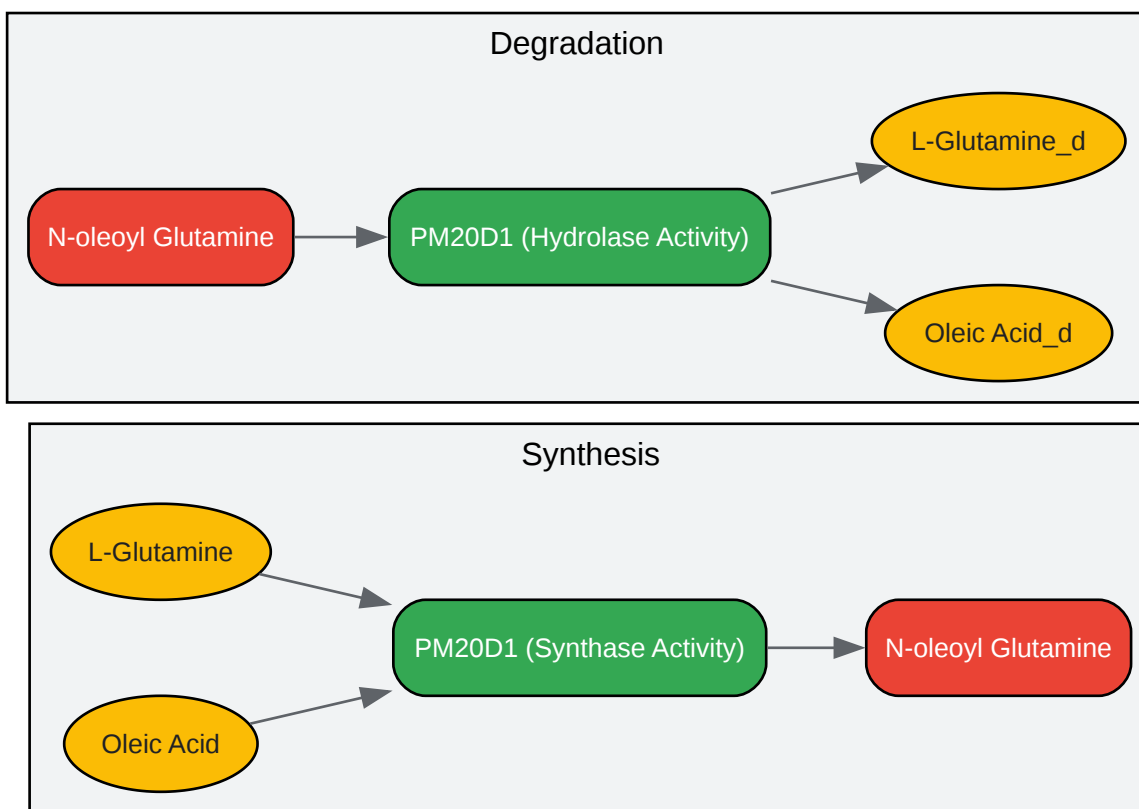 Degradation
L-Glutamine_d
N-oleoyl Glutamine
PM20D1 (Hydrolase Activity)
Oleic Acid_d
Synthesis
L-Glutamine
PM20D1 (Synthase Activity)
N-oleoyl Glutamine
Oleic Acid